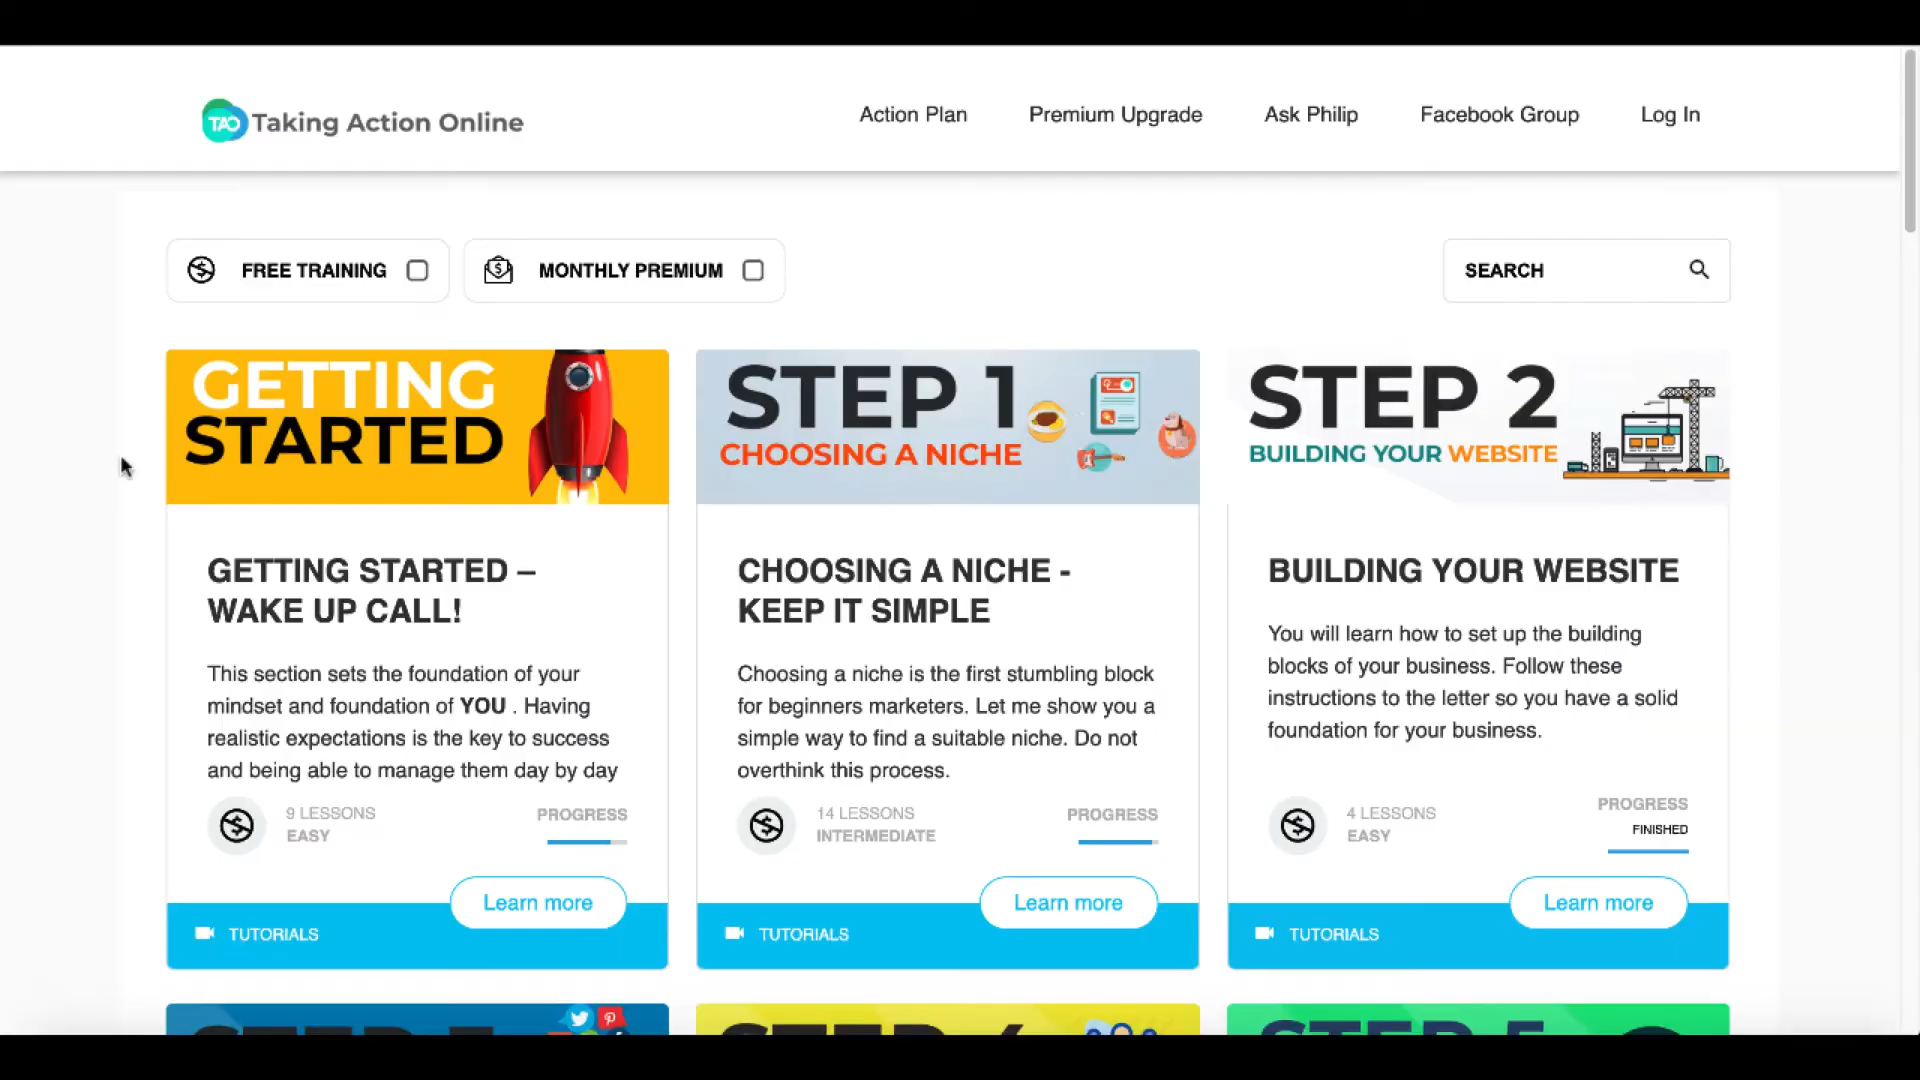 TAO Taking Action Online
Action Plan
Premium Upgrade
Ask Philip
Facebook Group
Log In
FREE TRAINING
MONTHLY PREMIUM
SEARCH
GETTING
STARTED
GETTING STARTED –
WAKE UP CALL!
This section sets the foundation of your
mindset and foundation of YOU . Having
realistic expectations is the key to success
and being able to manage them day by day
9 LESSONS
EASY
PROGRESS
Learn more
TUTORIALS
STEP 1
CHOOSING A NICHE
CHOOSING A NICHE -
KEEP IT SIMPLE
Choosing a niche is the first stumbling block
for beginners marketers. Let me show you a
simple way to find a suitable niche. Do not
overthink this process.
14 LESSONS
INTERMEDIATE
PROGRESS
Learn more
TUTORIALS
STEP 2
BUILDING YOUR WEBSITE
BUILDING YOUR WEBSITE
You will learn how to set up the building
blocks of your business. Follow these
instructions to the letter so you have a solid
foundation for your business.
4 LESSONS
EASY
PROGRESS
FINISHED
Learn more
TUTORIALS